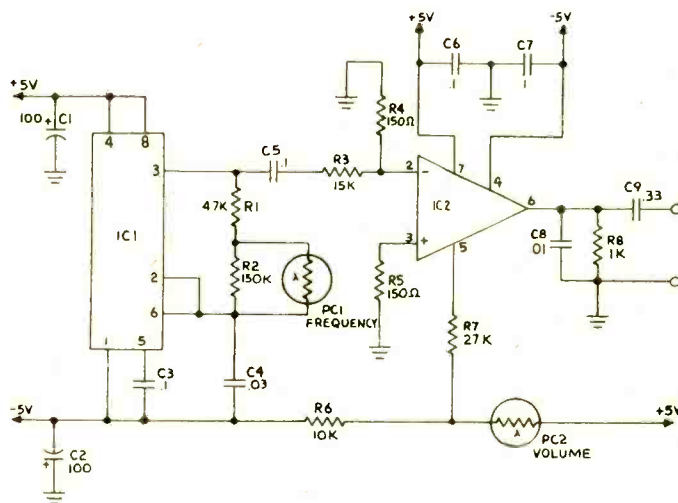 +5V
-5V
C6
.1
C7
1
+5V
100
+
C1
4
8
R4
150Ω
3
C5
.1
R3
15K
2
-
7
4
IC1
47K
R1
IC2
6
C9
.33
R2
150K
λ
PC1
FREQUENCY
3
+
5
C8
01
R8
1K
2
6
R5
150Ω
1
5
C3
.1
C4
.03
R7
27K
-5V
R6
10K
λ
PC2
VOLUME
+5V
+
C2
100